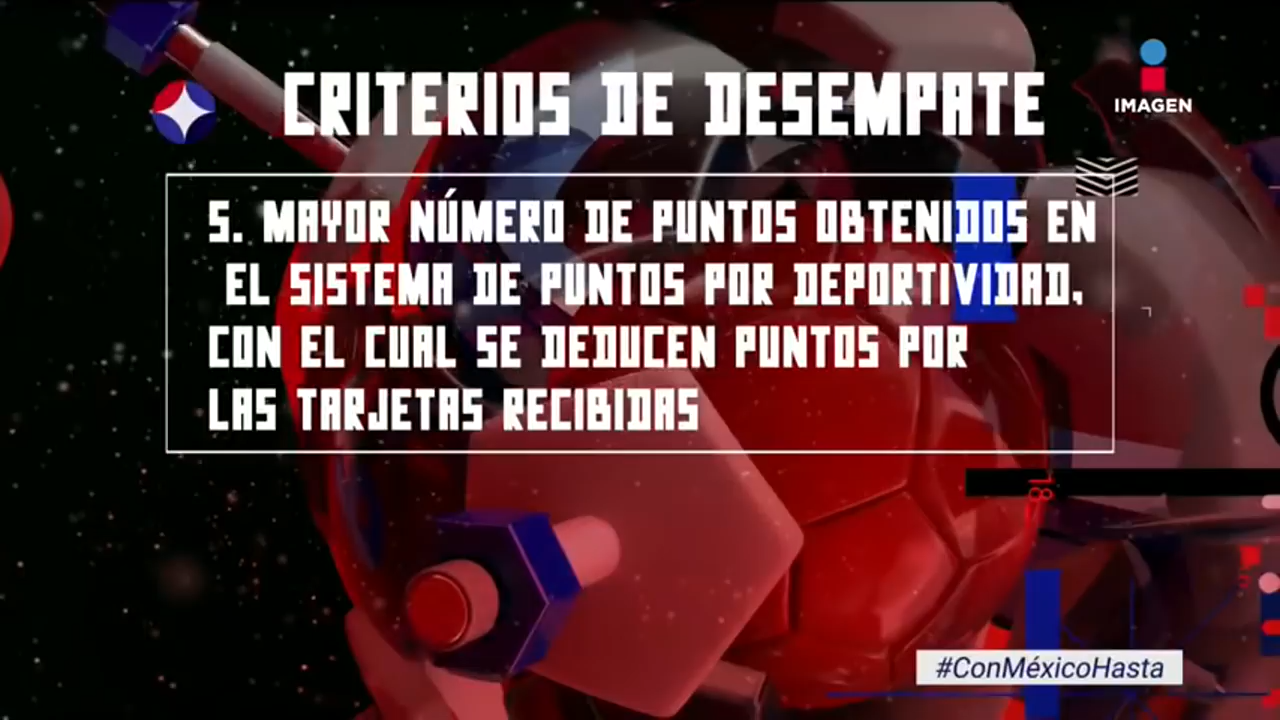 CRITERIOS DE DESEMPATE
IMAGEN
5. MAYOR NÚMERO DE PUNTOS OBTENIDOS EN
EL SISTEMA DE PUNTOS POR DEPORTIVIDAD,
CON EL CUAL SE DEDUCEN PUNTOS POR
LAS TARJETAS RECIBIDAS
#ConMéxicoHasta